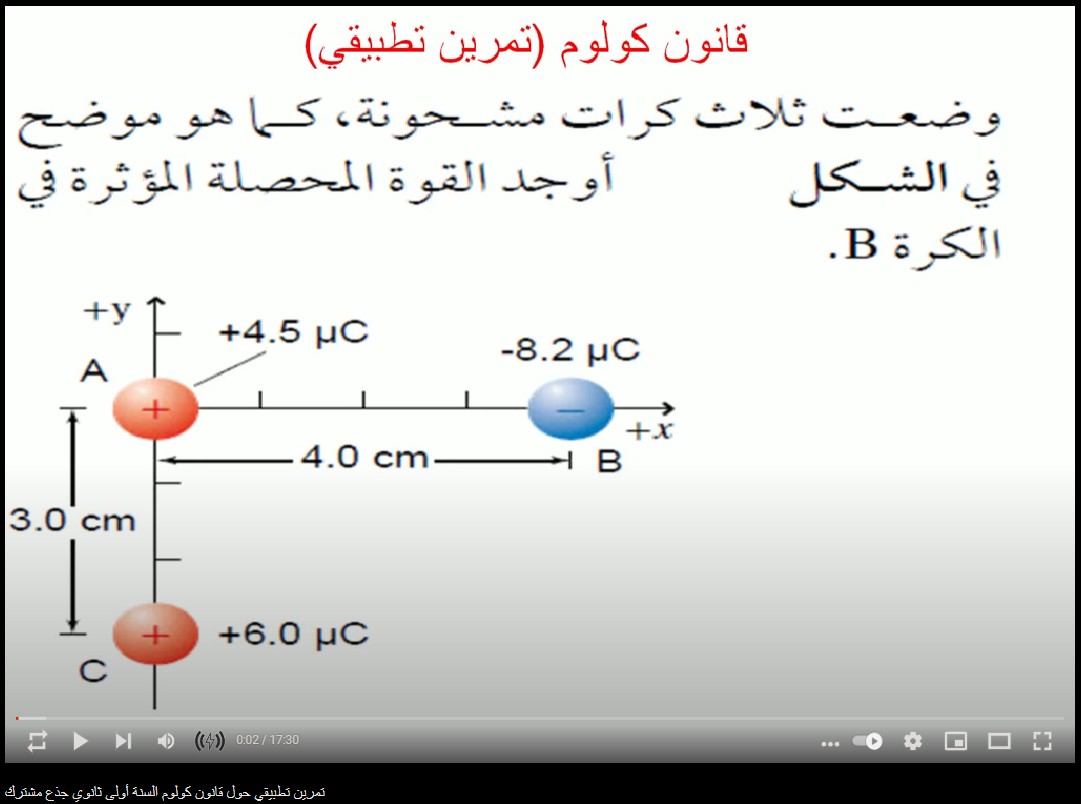 قانون كولوم (تمرين تطبيقي)
وضعت ثلاث كرات مشحونة، كما هو موضح
في الشكل أوجد القوة المحصلة المؤثرة في
الكرة B.
+y
+4.5 µC
-8.2 µC
A
+
−
+x
4.0 cm
B
3.0 cm
+
+6.0 µC
C
0:02 / 17:30
تمرين تطبيقي حول قانون كولوم السنة أولى ثانوي جذع مشترك